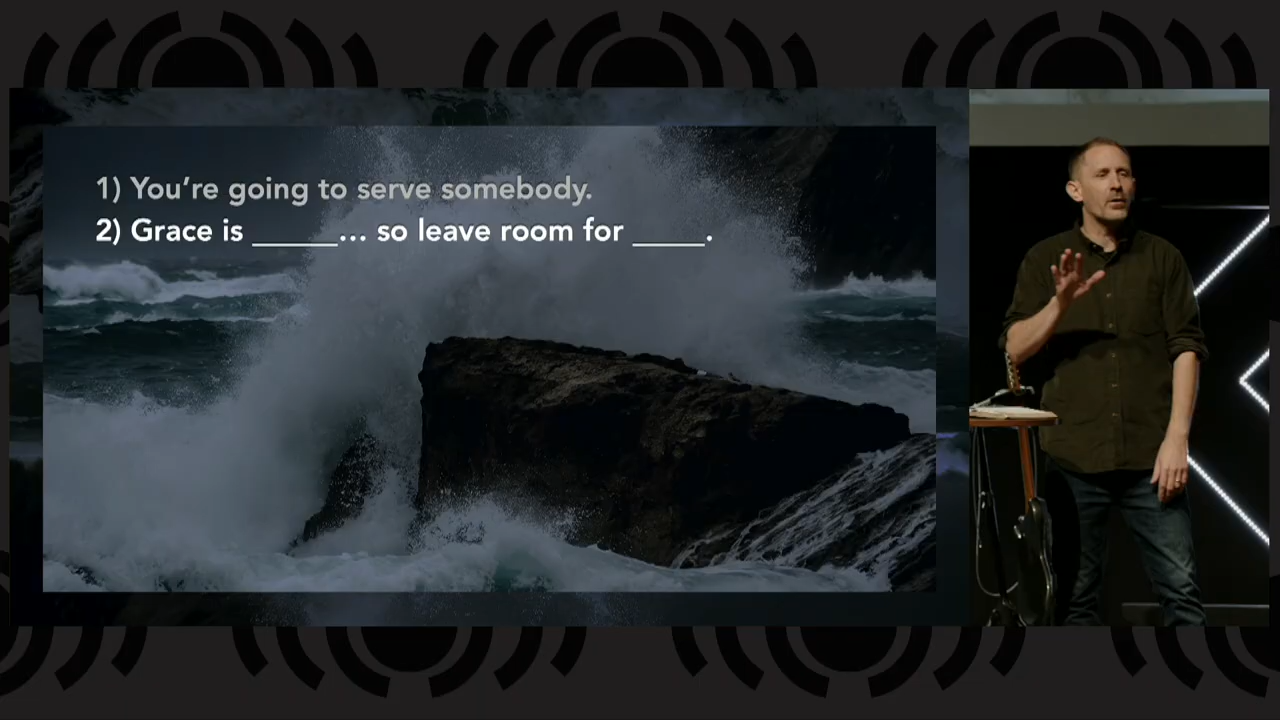 1) You’re going to serve somebody.
2) Grace is ______... so leave room for _____.